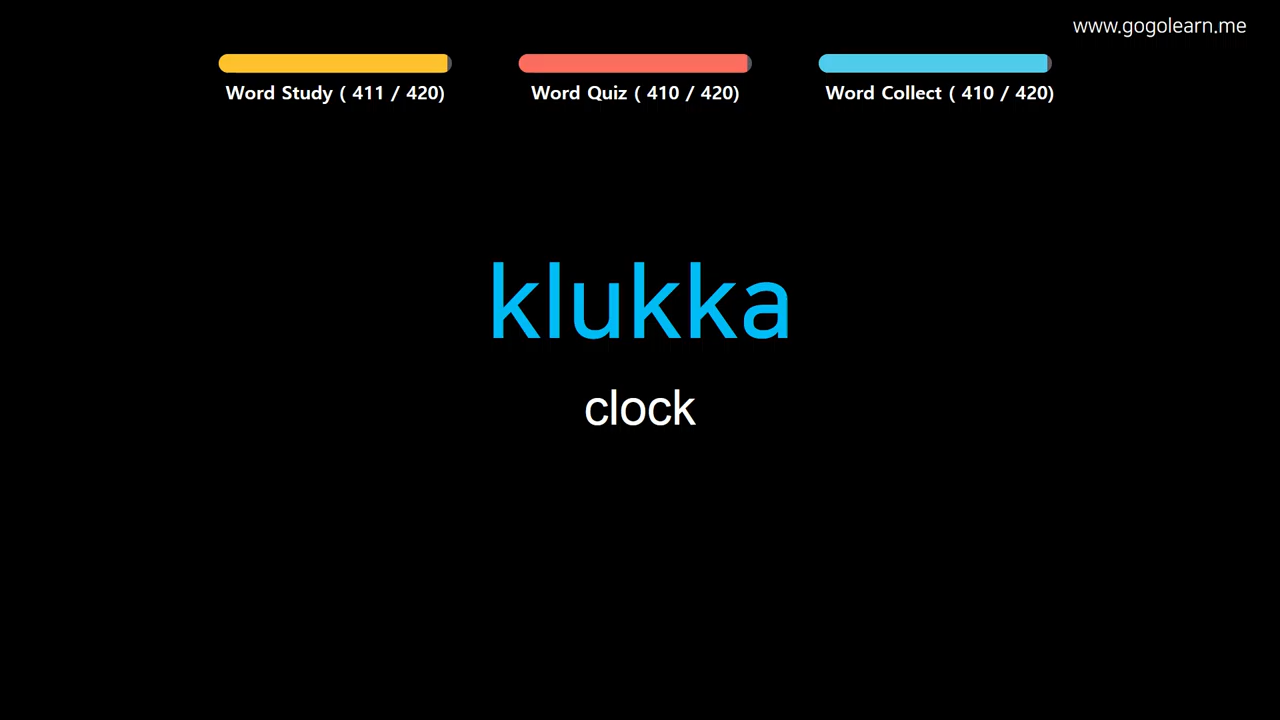 www.gogolearn.me
Word Study ( 411 / 420)
Word Quiz ( 410 / 420)
Word Collect ( 410 / 420)
klukka
clock